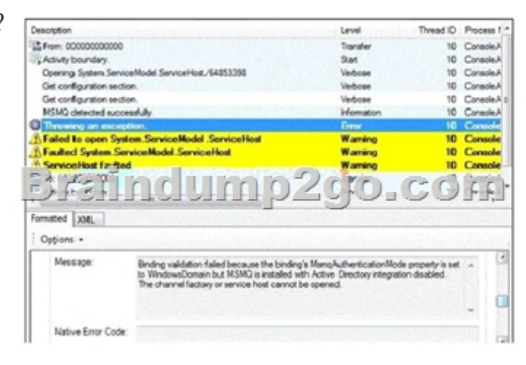 ?
Description Level Thread ID Process N
From: 000000000000 Transfer 10 ConsoleA
Activity boundary. Start 10 ConsoleA
Opening System.ServiceModel.ServiceHost./64853398 Verbose 10 ConsoleA
Get configuration section. Verbose 10 ConsoleA
Get configuration section. Verbose 10 ConsoleA
MSMQ detected successfully. Information 10 ConsoleA
Throwing an exception. Error 10 Console
Failed to open System.ServiceModel.ServiceHost Warning 10 Console
Faulted System.ServiceModel.ServiceHost Warning 10 Console
ServiceHost faulted Warning 10 Console
Braindump2go.com
Formatted XML
Options
Message: Binding validation failed because the binding's MsmqAuthenticationMode property is set
to WindowsDomain but MSMQ is installed with Active Directory integration disabled.
The channel factory or service host cannot be opened.
Native Error Code: